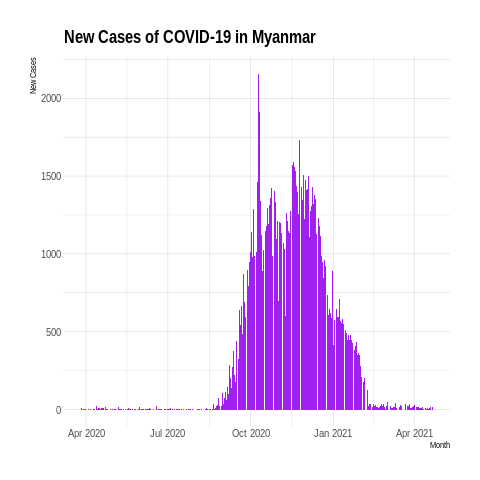 New Cases of COVID-19 in Myanmar
New Cases
2000
1500
1000
500
0
Apr 2020 Jul 2020 Oct 2020 Jan 2021 Apr 2021
Month